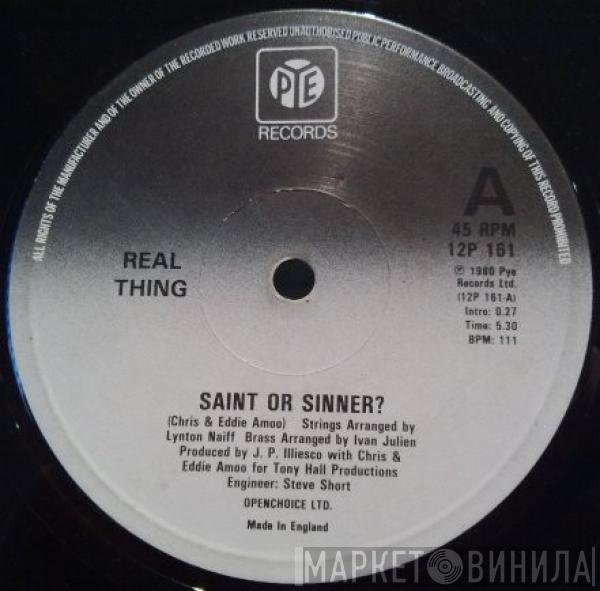 ALL RIGHTS OF THE MANUFACTURER AND OF THE OWNER OF THE RECORDED WORK RESERVED UNAUTHORISED PUBLIC PERFORMANCE BROADCASTING AND COPYING OF THIS RECORD PROHIBITED
PYE
RECORDS
A
45 RPM
12P 161
℗ 1980 Pye
Records Ltd.
(12P 161-A)
Intro: 0.27
Time: 5.30
BPM: 111
REAL
THING
SAINT OR SINNER?
(Chris & Eddie Amoo) Strings Arranged by
Lynton Naiff Brass Arranged by Ivan Julien
Produced by J. P. Illiesco with Chris &
Eddie Amoo for Tony Hall Productions
Engineer: Steve Short
OPENCHOICE LTD.
Made in England
МАРКЕТ ВИНИЛА